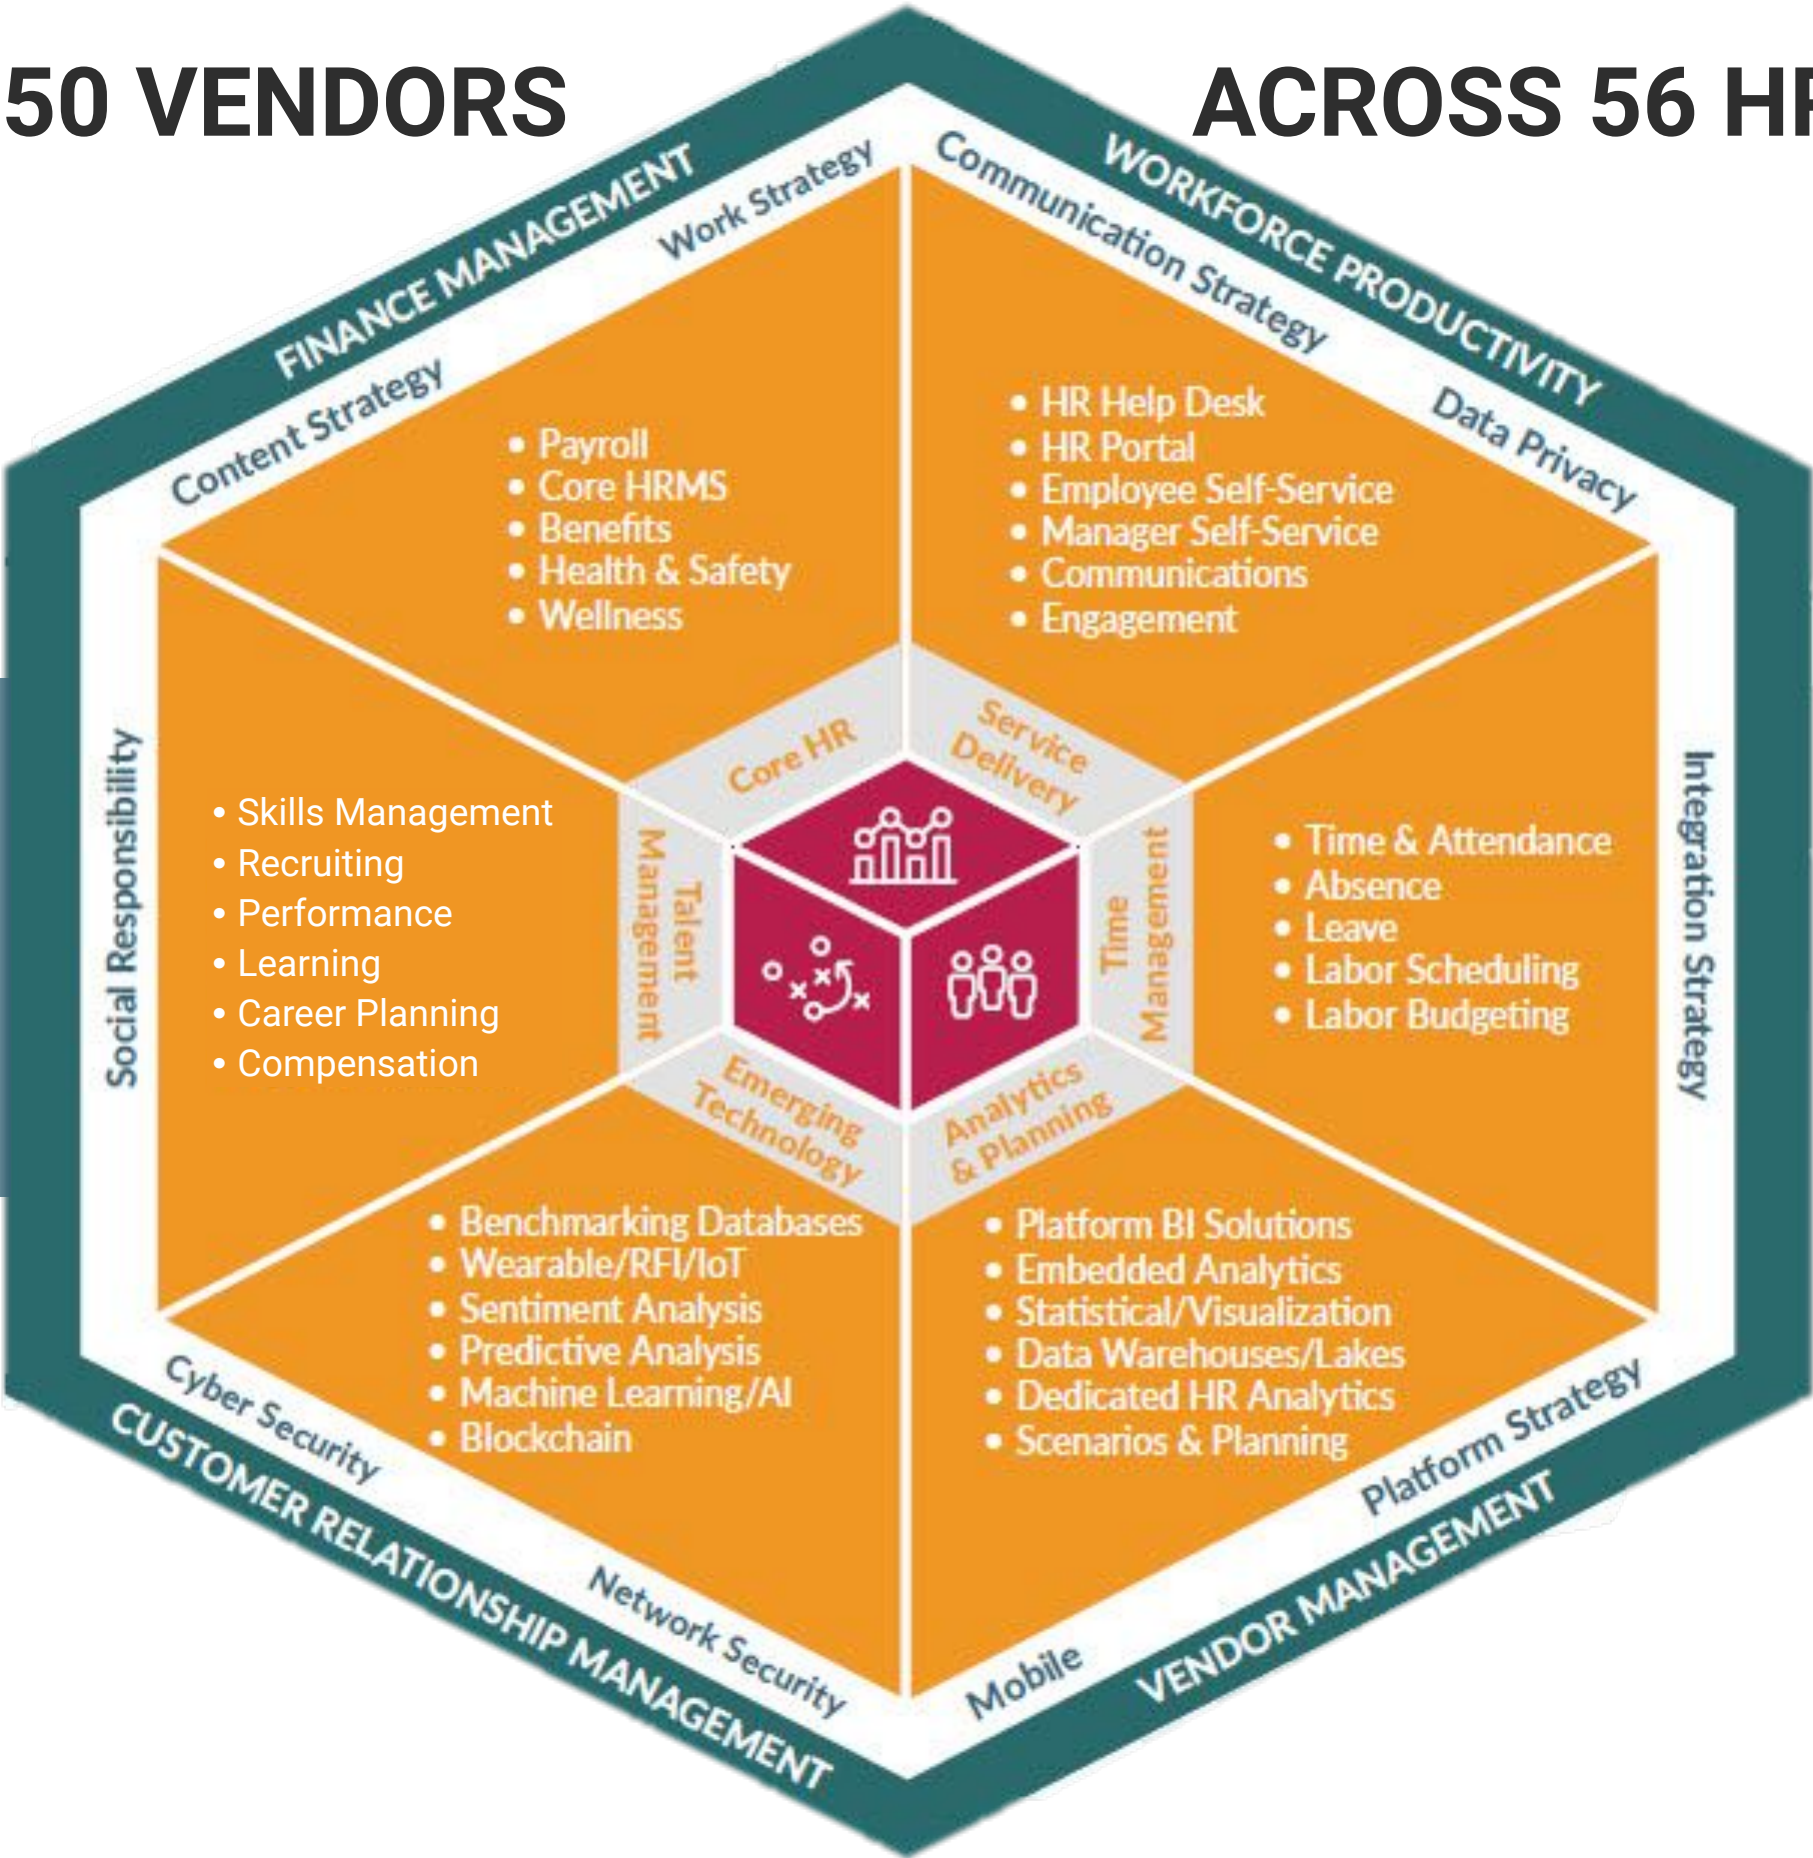 50 VENDORS
ACROSS 56 HR
FINANCE MANAGEMENT
WORKFORCE PRODUCTIVITY
Content Strategy
Work Strategy
Communication Strategy
Data Privacy
• Payroll
• Core HRMS
• Benefits
• Health & Safety
• Wellness
• HR Help Desk
• HR Portal
• Employee Self-Service
• Manager Self-Service
• Communications
• Engagement
Core HR
Service
Delivery
Social Responsibility
• Skills Management
• Recruiting
• Performance
• Learning
• Career Planning
• Compensation
Talent
Management
Time
Management
• Time & Attendance
• Absence
• Leave
• Labor Scheduling
• Labor Budgeting
Integration Strategy
Emerging
Technology
Analytics
& Planning
• Benchmarking Databases
• Wearable/RFI/IoT
• Sentiment Analysis
• Predictive Analysis
• Machine Learning/AI
• Blockchain
• Platform BI Solutions
• Embedded Analytics
• Statistical/Visualization
• Data Warehouses/Lakes
• Dedicated HR Analytics
• Scenarios & Planning
Cyber Security
Network Security
Mobile
Platform Strategy
CUSTOMER RELATIONSHIP MANAGEMENT
VENDOR MANAGEMENT